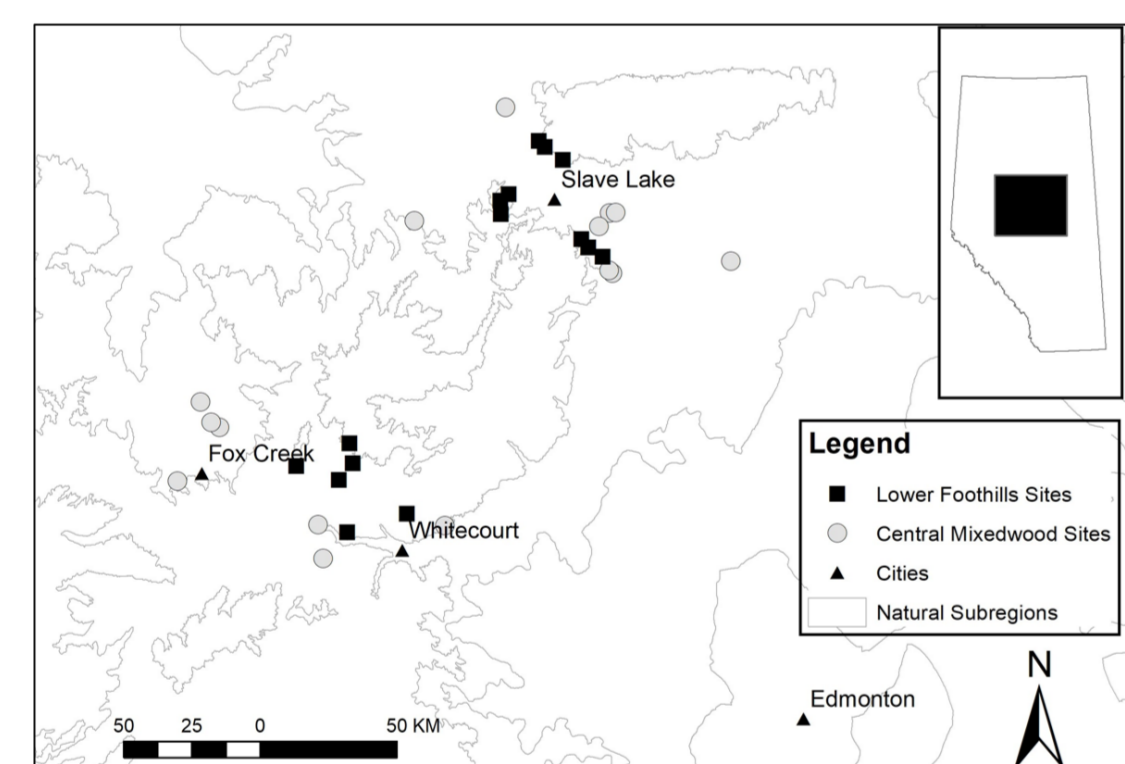 Slave Lake
Fox Creek
Whitecourt
Legend
Lower Foothills Sites
Central Mixedwood Sites
Cities
Natural Subregions
N
Edmonton
50 25 0 50 KM